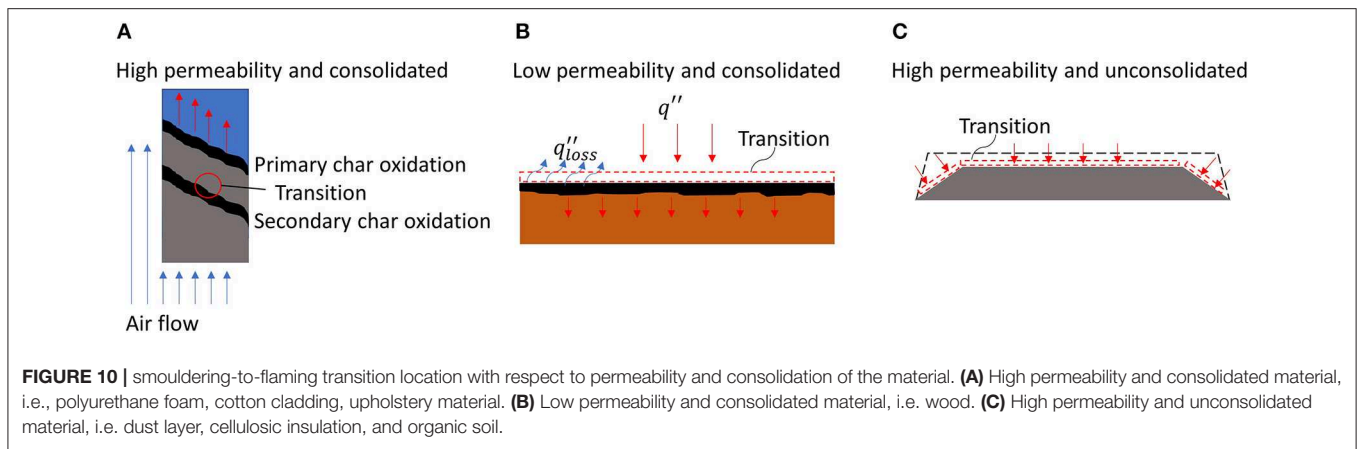 A
High permeability and consolidated
Primary char oxidation
Transition
Secondary char oxidation
Air flow
B
Low permeability and consolidated
q''
Transition
q''loss
C
High permeability and unconsolidated
Transition
FIGURE 10 | smouldering-to-flaming transition location with respect to permeability and consolidation of the material. (A) High permeability and consolidated material,
i.e., polyurethane foam, cotton cladding, upholstery material. (B) Low permeability and consolidated material, i.e. wood. (C) High permeability and unconsolidated
material, i.e. dust layer, cellulosic insulation, and organic soil.